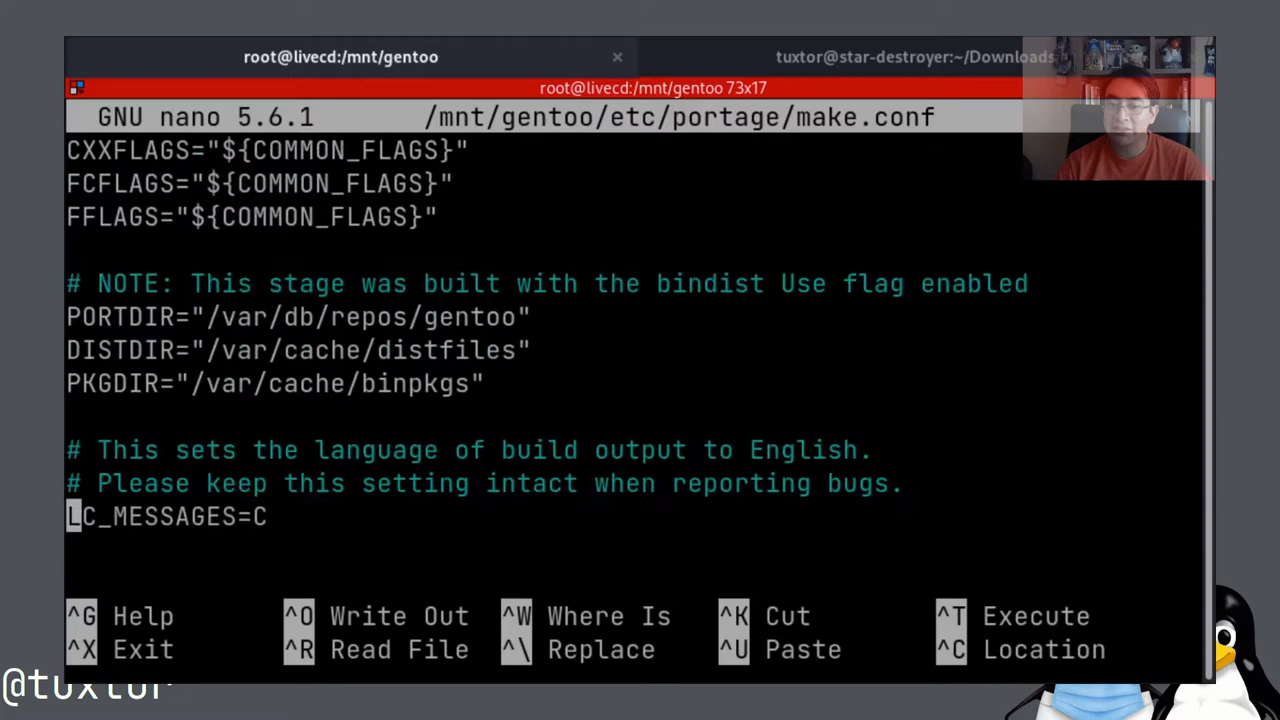 root@livecd:/mnt/gentoo × tuxtor@star-destroyer:~/Downloads
root@livecd:/mnt/gentoo 73x17
GNU nano 5.6.1 /mnt/gentoo/etc/portage/make.conf
CXXFLAGS="${COMMON_FLAGS}"
FCFLAGS="${COMMON_FLAGS}"
FFLAGS="${COMMON_FLAGS}"
# NOTE: This stage was built with the bindist Use flag enabled
PORTDIR="/var/db/repos/gentoo"
DISTDIR="/var/cache/distfiles"
PKGDIR="/var/cache/binpkgs"
# This sets the language of build output to English.
# Please keep this setting intact when reporting bugs.
LC_MESSAGES=C
^G Help ^O Write Out ^W Where Is ^K Cut ^T Execute
^X Exit ^R Read File ^\ Replace ^U Paste ^C Location
@tuxtor